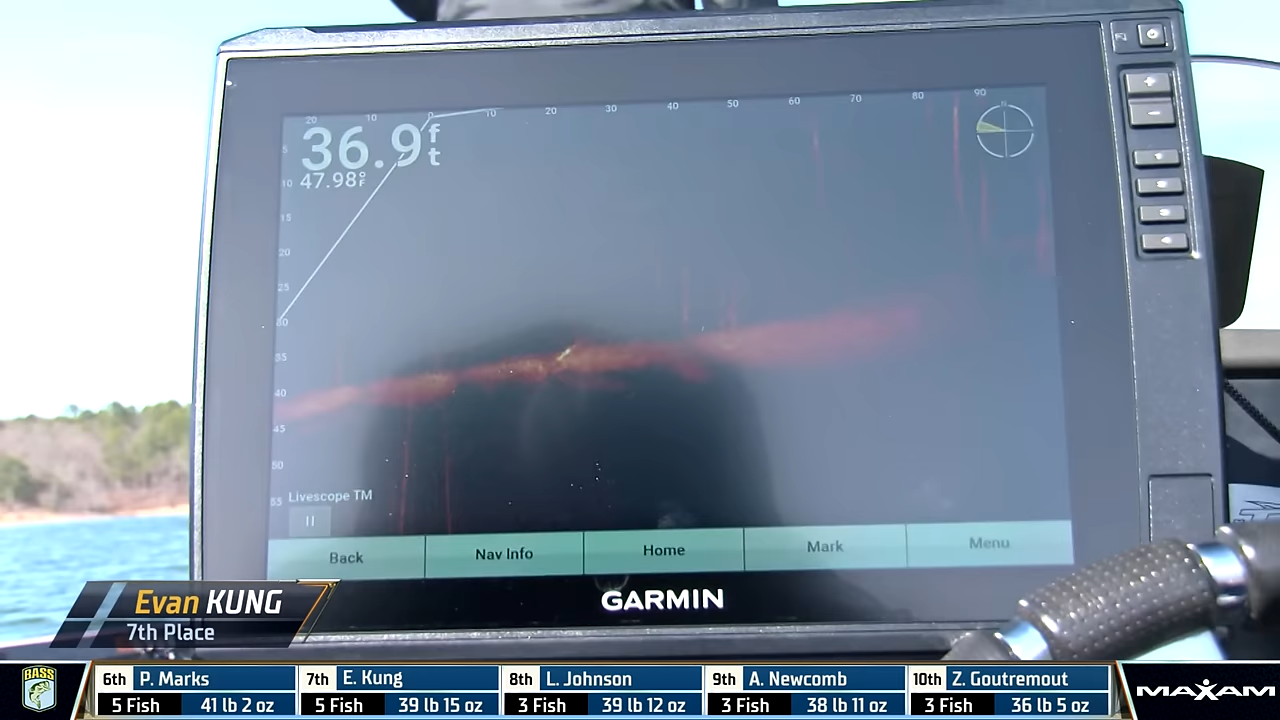 20 10 0 10 20 30 40 50 60 70 80 90
N
36.9 ft
47.98°F
5
10
15
20
25
30
35
40
45
50
55
Livescope TM
Back Nav Info Home Mark Menu
GARMIN
Evan KUNG
7th Place
BASS
6th P. Marks 7th E. Kung 8th L. Johnson 9th A. Newcomb 10th Z. Goutremout
5 Fish 41 lb 2 oz 5 Fish 39 lb 15 oz 3 Fish 39 lb 12 oz 3 Fish 38 lb 11 oz 3 Fish 36 lb 5 oz
MAXAM